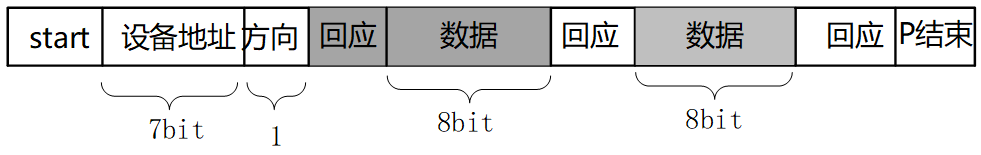 start 设备地址 方向 回应 数据 回应 数据 回应 P结束
7bit 1 8bit 8bit